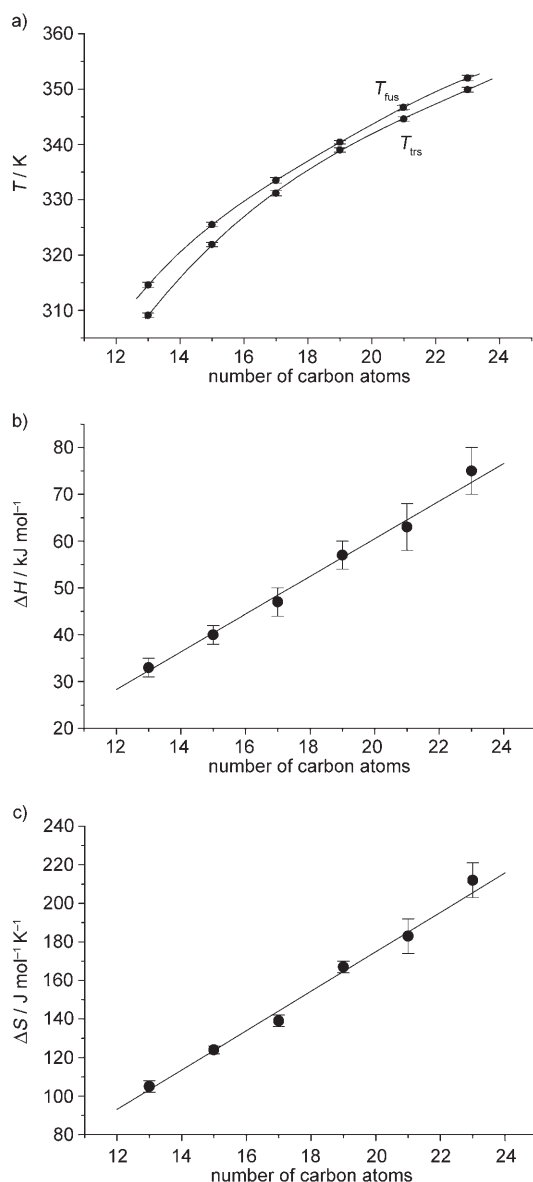 a)
T / K
360
350
340
330
320
310
T_fus
T_trs
12 14 16 18 20 22 24
number of carbon atoms
b)
ΔH / kJ mol⁻¹
80
70
60
50
40
30
20
12 14 16 18 20 22 24
number of carbon atoms
c)
ΔS / J mol⁻¹ K⁻¹
240
220
200
180
160
140
120
100
80
12 14 16 18 20 22 24
number of carbon atoms